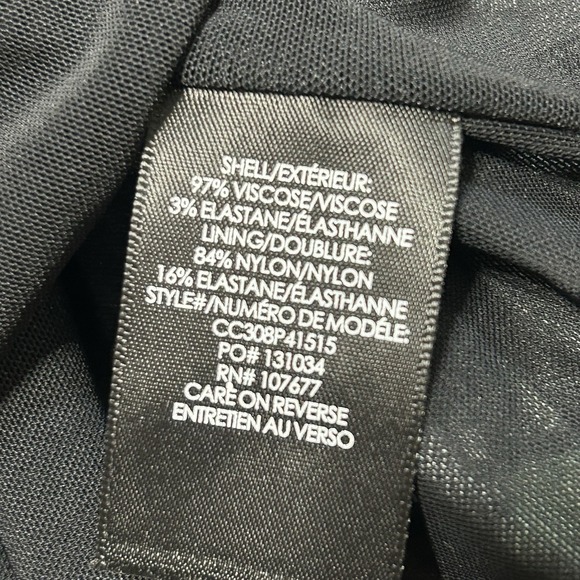 SHELL/EXTÉRIEUR:
97% VISCOSE/VISCOSE
3% ELASTANE/ÉLASTHANNE
LINING/DOUBLURE:
84% NYLON/NYLON
16% ELASTANE/ÉLASTHANNE
STYLE#/NUMÉRO DE MODÉLE:
CC308P41515
PO# 131034
RN# 107677
CARE ON REVERSE
ENTRETIEN AU VERSO